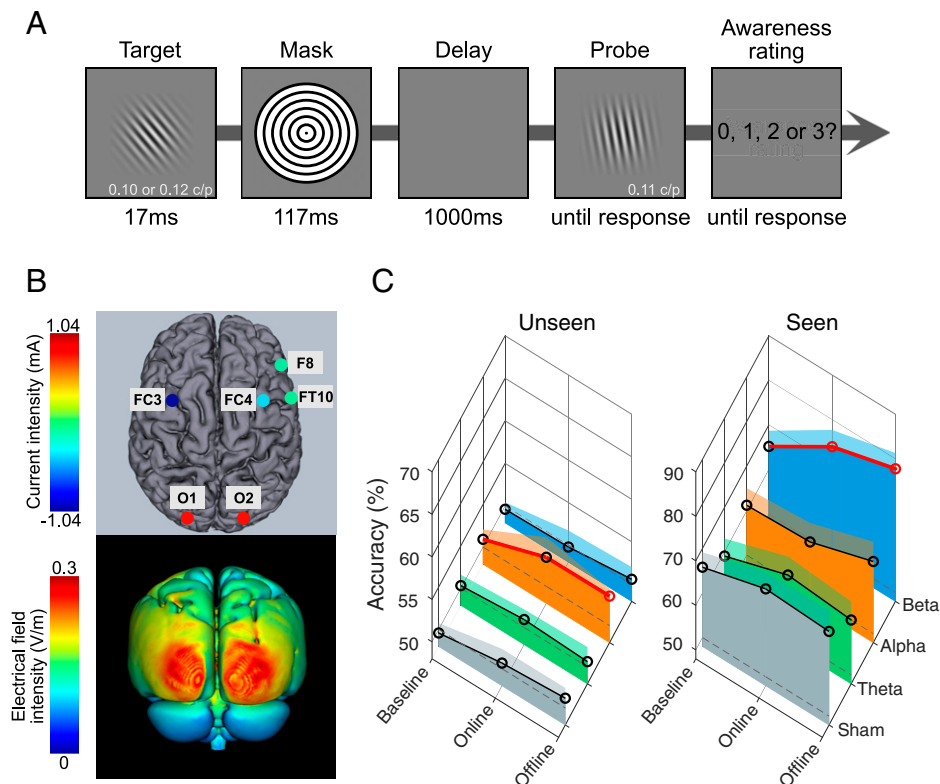 A
Target
Mask
Delay
Probe
Awareness
rating
0.10 or 0.12 c/p
0.11 c/p
0, 1, 2 or 3?
17ms
117ms
1000ms
until response
until response
B
Current intensity (mA)
1.04
-1.04
F8
FC3
FC4
FT10
O1
O2
Electrical field
intensity (V/m)
0.3
0
C
Unseen
Seen
Accuracy (%)
70
65
60
55
50
Baseline
Online
Offline
90
80
70
60
50
Baseline
Online
Offline
Beta
Alpha
Theta
Sham